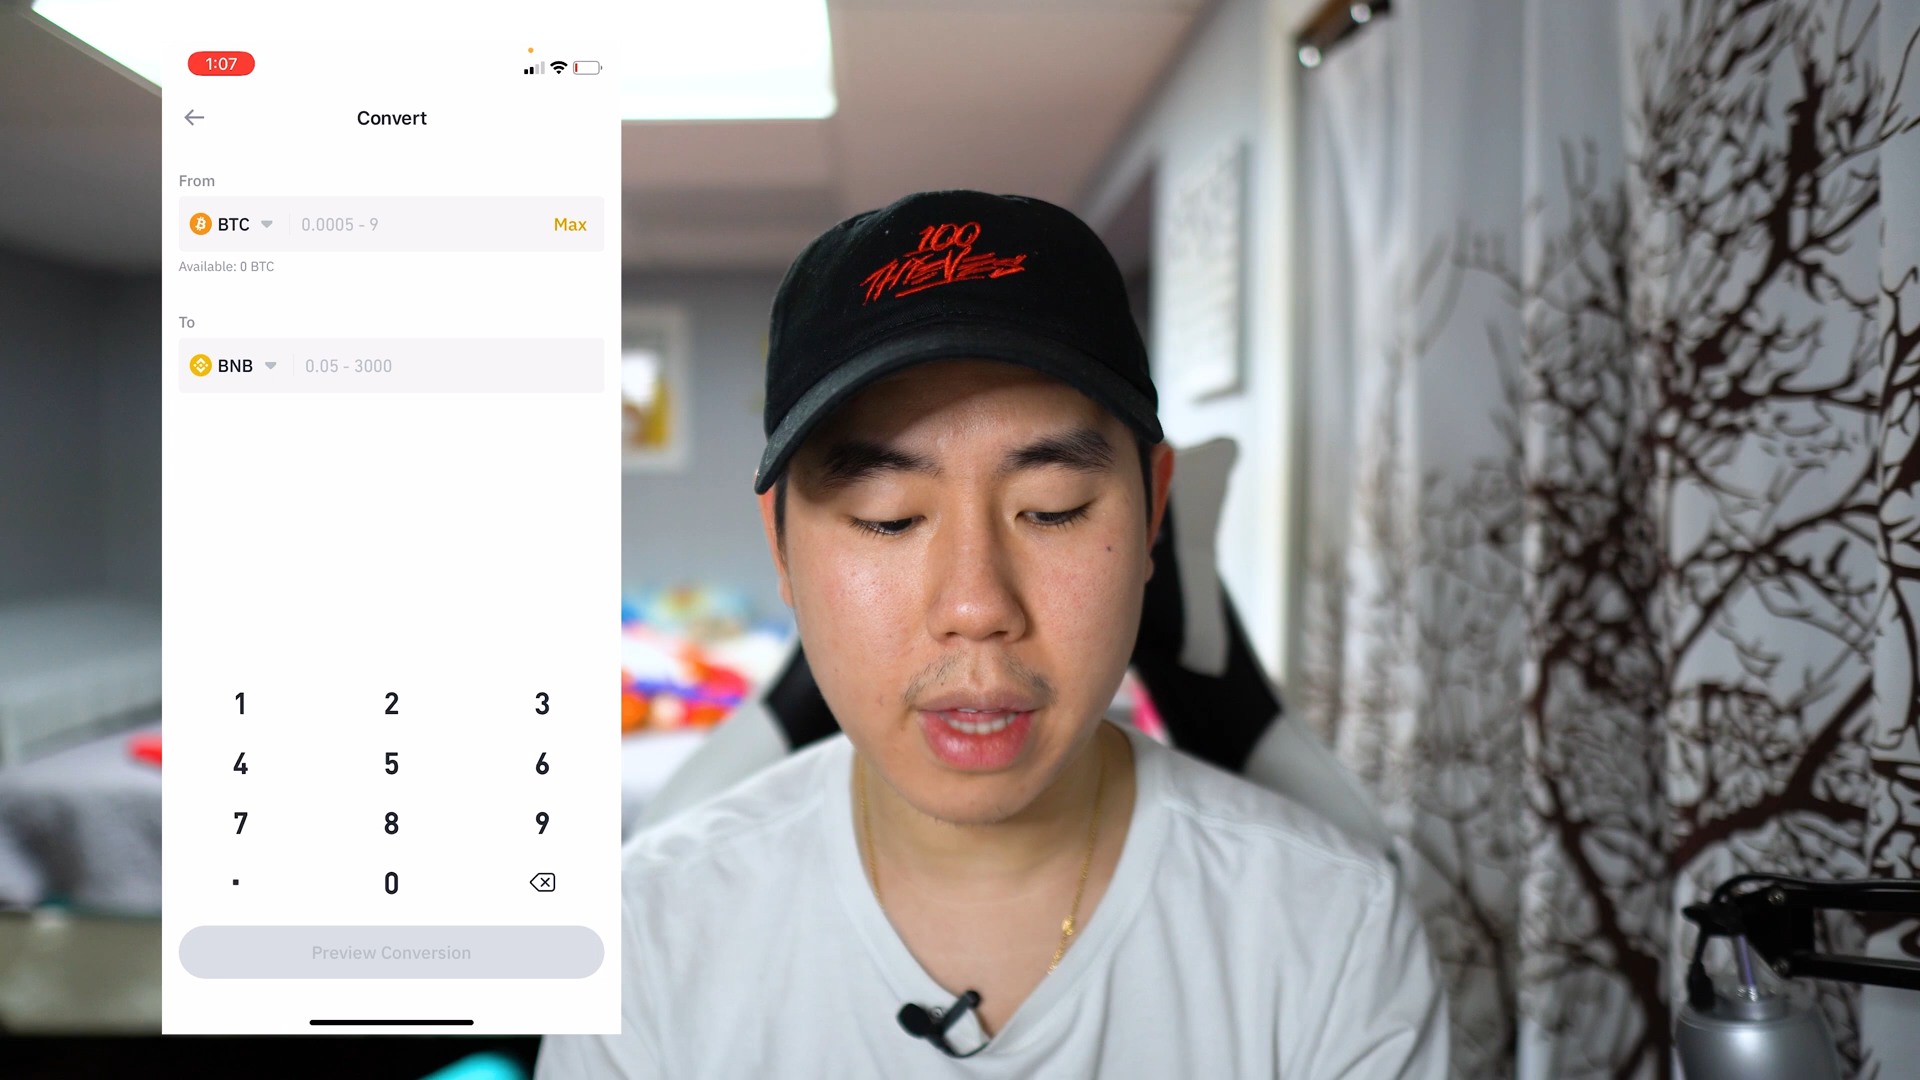 1:07
Convert
From
BTC 0.0005 - 9 Max
Available: 0 BTC
To
BNB 0.05 - 3000
1 2 3
4 5 6
7 8 9
. 0
Preview Conversion
100
THIEVES